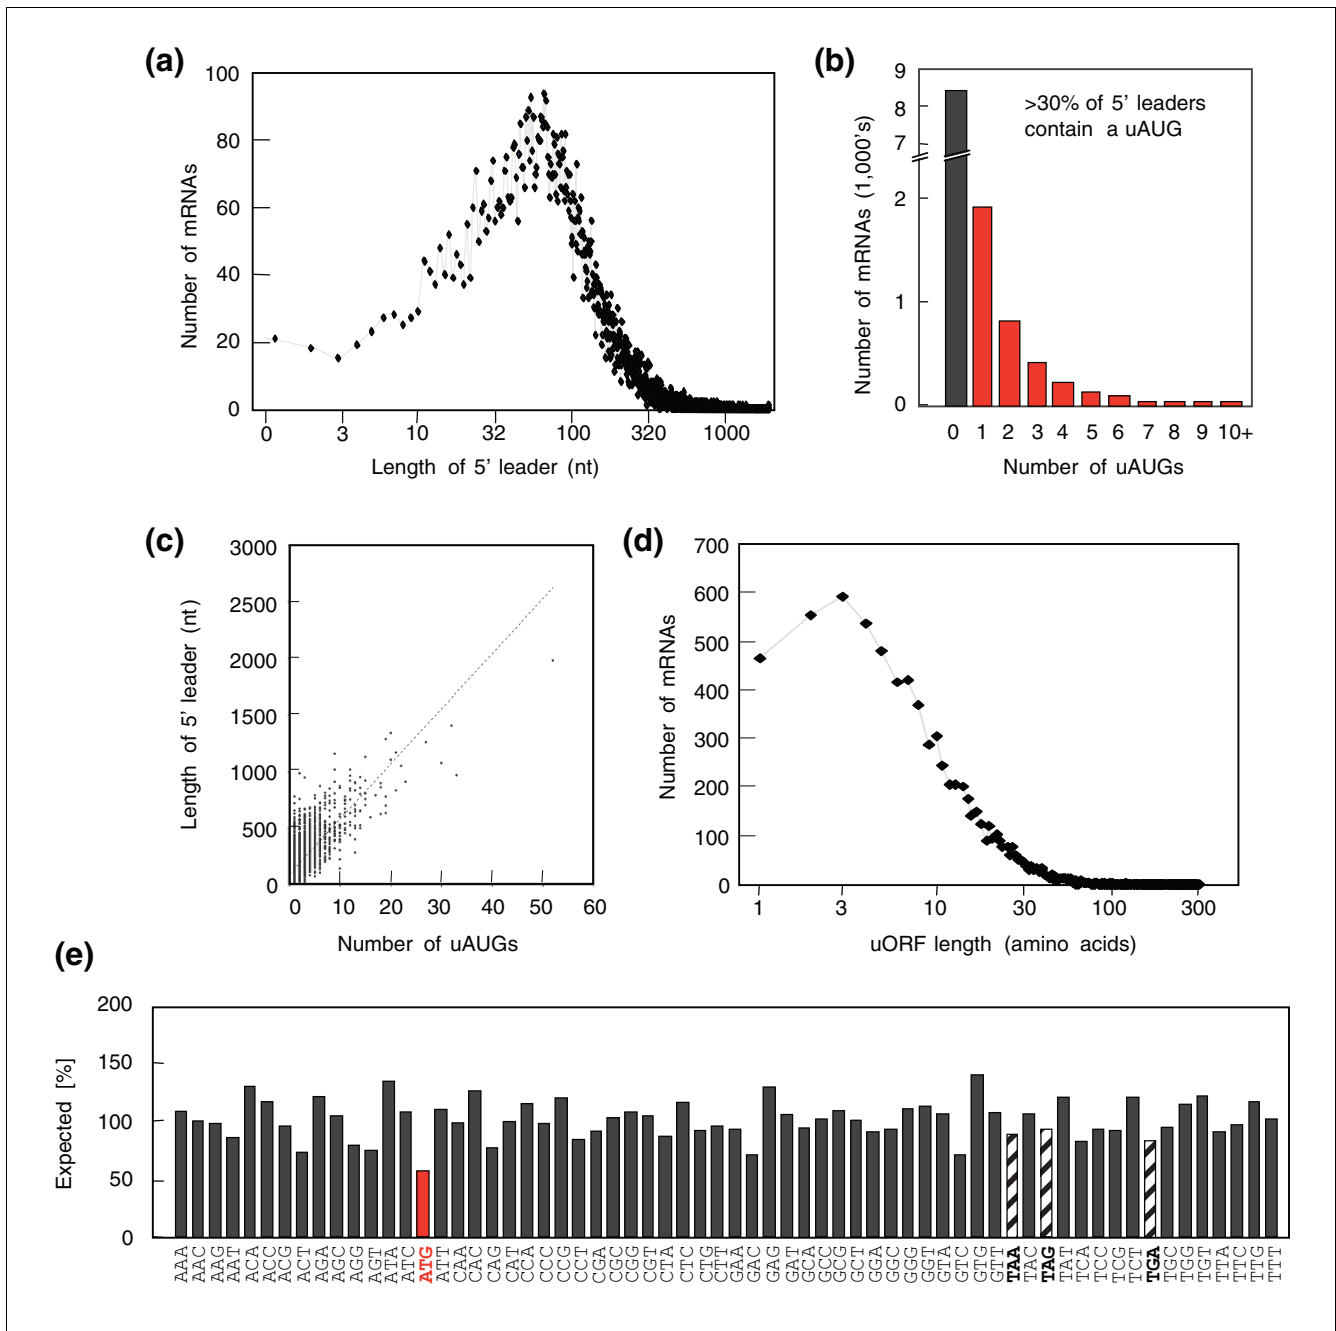 (a)
100
80
60
40
20
0
Number of mRNAs
0 3 10 32 100 320 1000
Length of 5’ leader (nt)
(b)
9
8
7
2
1
0
Number of mRNAs (1,000’s)
>30% of 5’ leaders
contain a uAUG
0 1 2 3 4 5 6 7 8 9 10+
Number of uAUGs
(c)
3000
2500
2000
1500
1000
500
0
Length of 5’ leader (nt)
0 10 20 30 40 50 60
Number of uAUGs
(d)
700
600
500
400
300
200
100
0
Number of mRNAs
1 3 10 30 100 300
uORF length (amino acids)
(e)
200
150
100
50
0
Expected [%]
AAA AAC AAG AAT ACA ACC ACG ACT AGA AGC AGG AGT ATA ATC ATG ATT CAA CAC CAG CAT CCA CCC CCG CCT CGA CGC CGG CGT CTA CTC CTG CTT GAA GAC GAG GAT GCA GCC GCG GCT GGA GGC GGG GGT GTA GTC GTG GTT TAA TAC TAG TAT TCA TCC TCG TCT TGA TGC TGG TGT TTA TTC TTG TTT